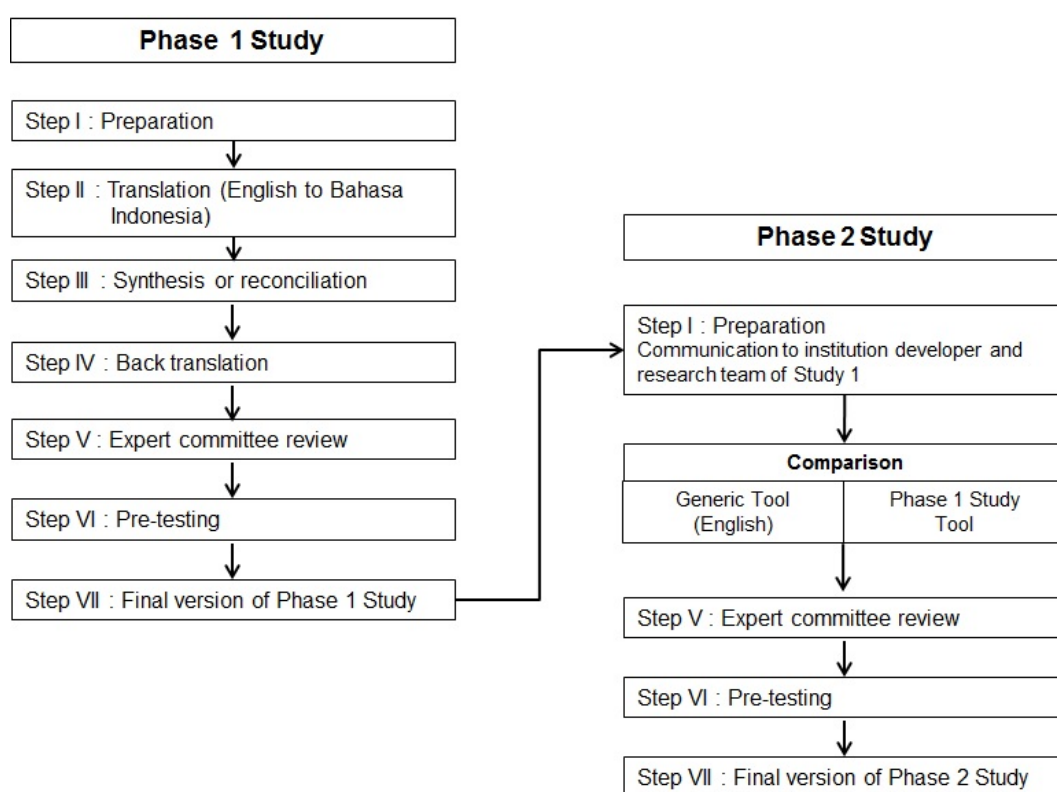 Phase 1 Study
Step I : Preparation
Step II : Translation (English to Bahasa
Indonesia)
Step III : Synthesis or reconciliation
Step IV : Back translation
Step V : Expert committee review
Step VI : Pre-testing
Step VII : Final version of Phase 1 Study
Phase 2 Study
Step I : Preparation
Communication to institution developer and
research team of Study 1
Comparison
Generic Tool
(English)
Phase 1 Study
Tool
Step V : Expert committee review
Step VI : Pre-testing
Step VII : Final version of Phase 2 Study